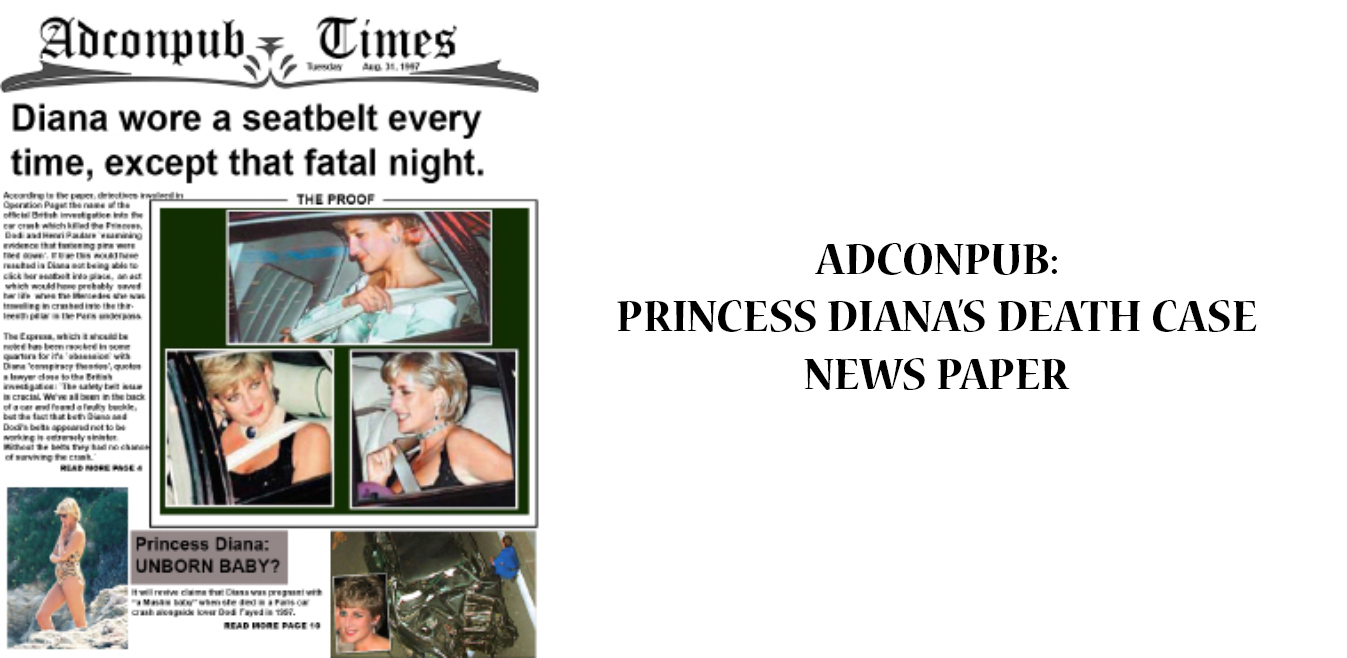 Adconpub Times
Tuesday Aug. 31, 1997
Diana wore a seatbelt every
time, except that fatal night.
According to the paper, detectives involved in
Operation Paget the name of the
official British investigation into the
car crash which killed the Princess,
Dodi and Henri Paulare 'examining
evidence that fastening pins were
filed down'. If true this would have
resulted in Diana not being able to
click her seatbelt into place, an act
which would have probably saved
her life when the Mercedes she was
travelling in crashed into the thir-
teenth pillar in the Paris underpass.
The Express, which it should be
noted has been mocked in some
quarters for it's 'obsession' with
Diana 'conspiracy theories', quotes
a lawyer close to the British
investigation: 'The safety belt issue
is crucial. We've all been in the back
of a car and found a faulty buckle,
but the fact that both Diana and
Dodi's belts appeared not to be
working is extremely sinister.
Without the belts they had no chance
of surviving the crash.'
READ MORE PAGE 4
THE PROOF
Princess Diana:
UNBORN BABY?
It will revive claims that Diana was pregnant with
"a Muslim baby" when she died in a Paris car
crash alongside lover Dodi Fayed in 1997.
READ MORE PAGE 10
ADCONPUB:
PRINCESS DIANA'S DEATH CASE
NEWS PAPER